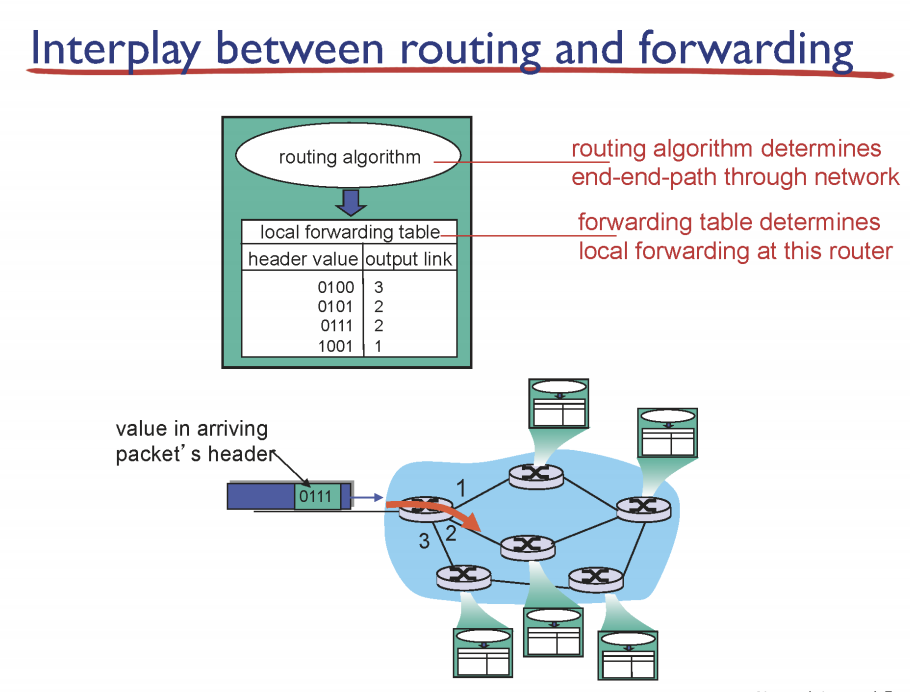 Interplay between routing and forwarding
routing algorithm
routing algorithm determines
end-end-path through network
local forwarding table
header value output link
0100 3
0101 2
0111 2
1001 1
forwarding table determines
local forwarding at this router
value in arriving
packet’s header
0111
1
2
3